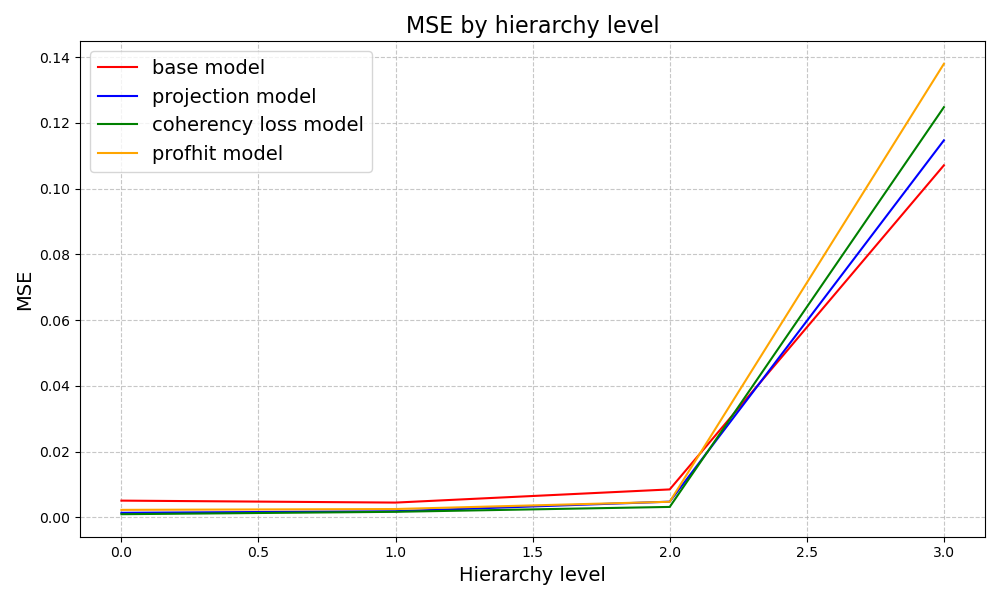 MSE by hierarchy level
base model
projection model
coherency loss model
profhit model
MSE
0.14
0.12
0.10
0.08
0.06
0.04
0.02
0.00
0.0 0.5 1.0 1.5 2.0 2.5 3.0
Hierarchy level